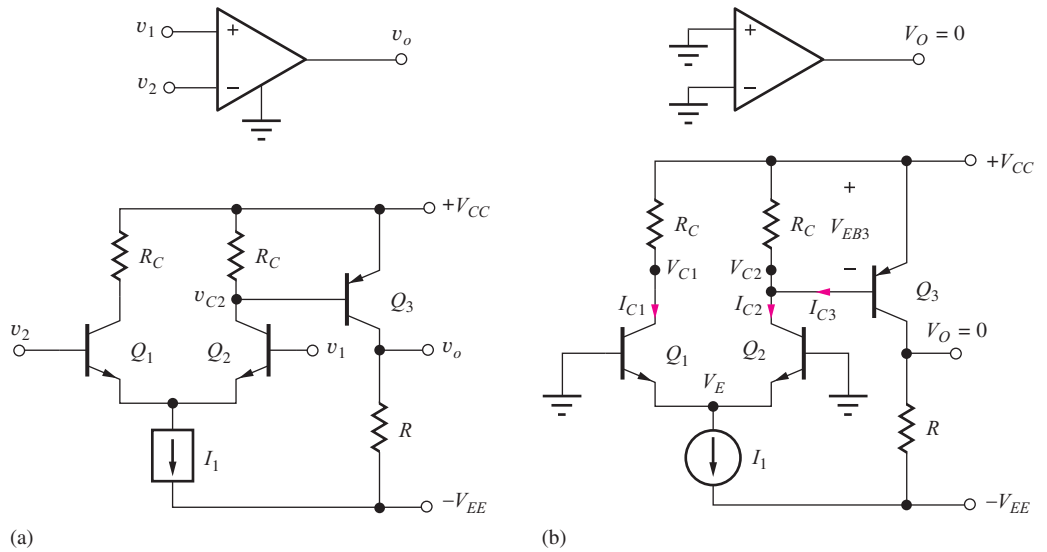 v1
+
vo
v2
−
+VCC
RC
RC
vC2
Q3
v2
Q1
Q2
v1
vo
R
I1
−VEE
(a)
+
VO = 0
−
+VCC
+
RC
RC
VEB3
VC1
VC2
−
IC1
IC2
IC3
Q3
VO = 0
Q1
Q2
VE
R
I1
−VEE
(b)